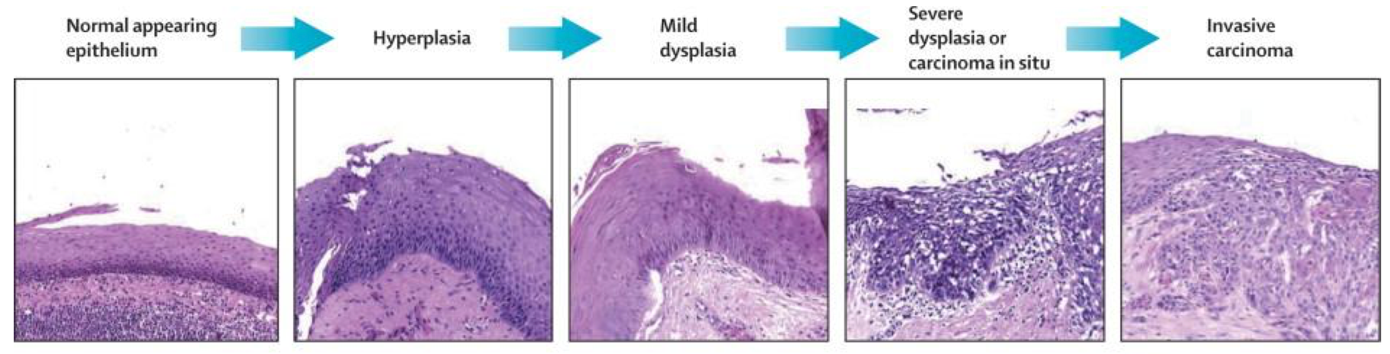 Normal appearing
epithelium
Hyperplasia
Mild
dysplasia
Severe
dysplasia or
carcinoma in situ
Invasive
carcinoma